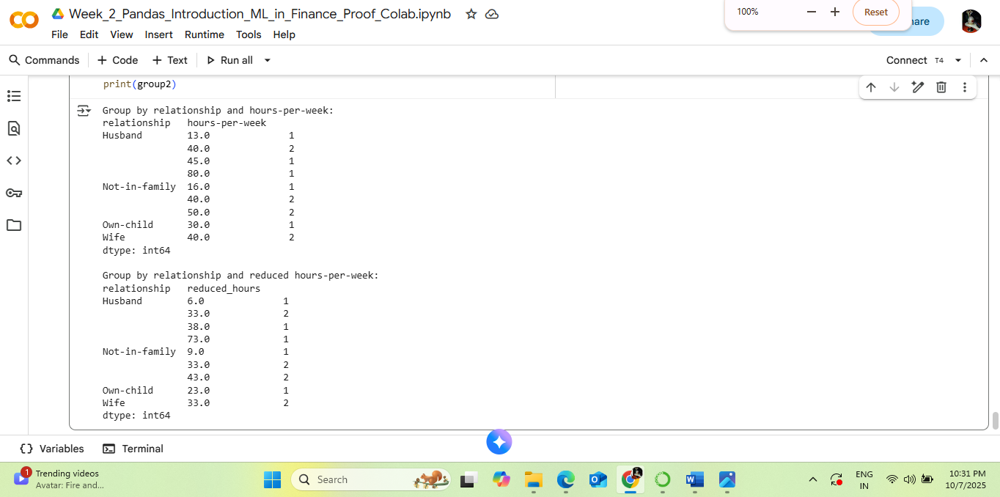 Week_2_Pandas_Introduction_ML_in_Finance_Proof_Colab.ipynb
100%
Reset
File Edit View Insert Runtime Tools Help
Commands + Code + Text Run all
Connect T4
print(group2)
Group by relationship and hours-per-week:
relationship hours-per-week
Husband 13.0 1
40.0 2
45.0 1
80.0 1
Not-in-family 16.0 1
40.0 2
50.0 2
Own-child 30.0 1
Wife 40.0 2
dtype: int64
Group by relationship and reduced hours-per-week:
relationship reduced_hours
Husband 6.0 1
33.0 2
38.0 1
73.0 1
Not-in-family 9.0 1
33.0 2
43.0 2
Own-child 23.0 1
Wife 33.0 2
dtype: int64
Variables Terminal
1
Trending videos
Avatar: Fire and...
Search
ENG
IN
10:31 PM
10/7/2025